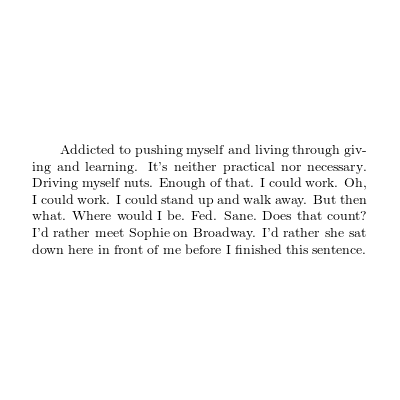 Addicted to pushing myself and living through giv-
ing and learning. It's neither practical nor necessary.
Driving myself nuts. Enough of that. I could work. Oh,
I could work. I could stand up and walk away. But then
what. Where would I be. Fed. Sane. Does that count?
I'd rather meet Sophie on Broadway. I'd rather she sat
down here in front of me before I finished this sentence.